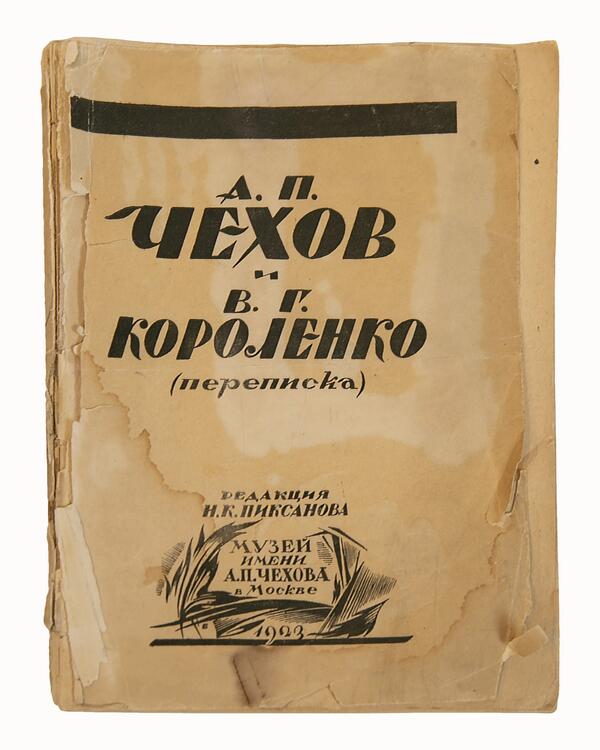 А. П.
ЧЕХОВ
и
В. Г.
КОРОЛЕНКО
(переписка)
РЕДАКЦИЯ
Н.К.ПИКСАНОВА
МУЗЕЙ
ИМЕНИ
А.П.ЧЕХОВА
в Москве
1923